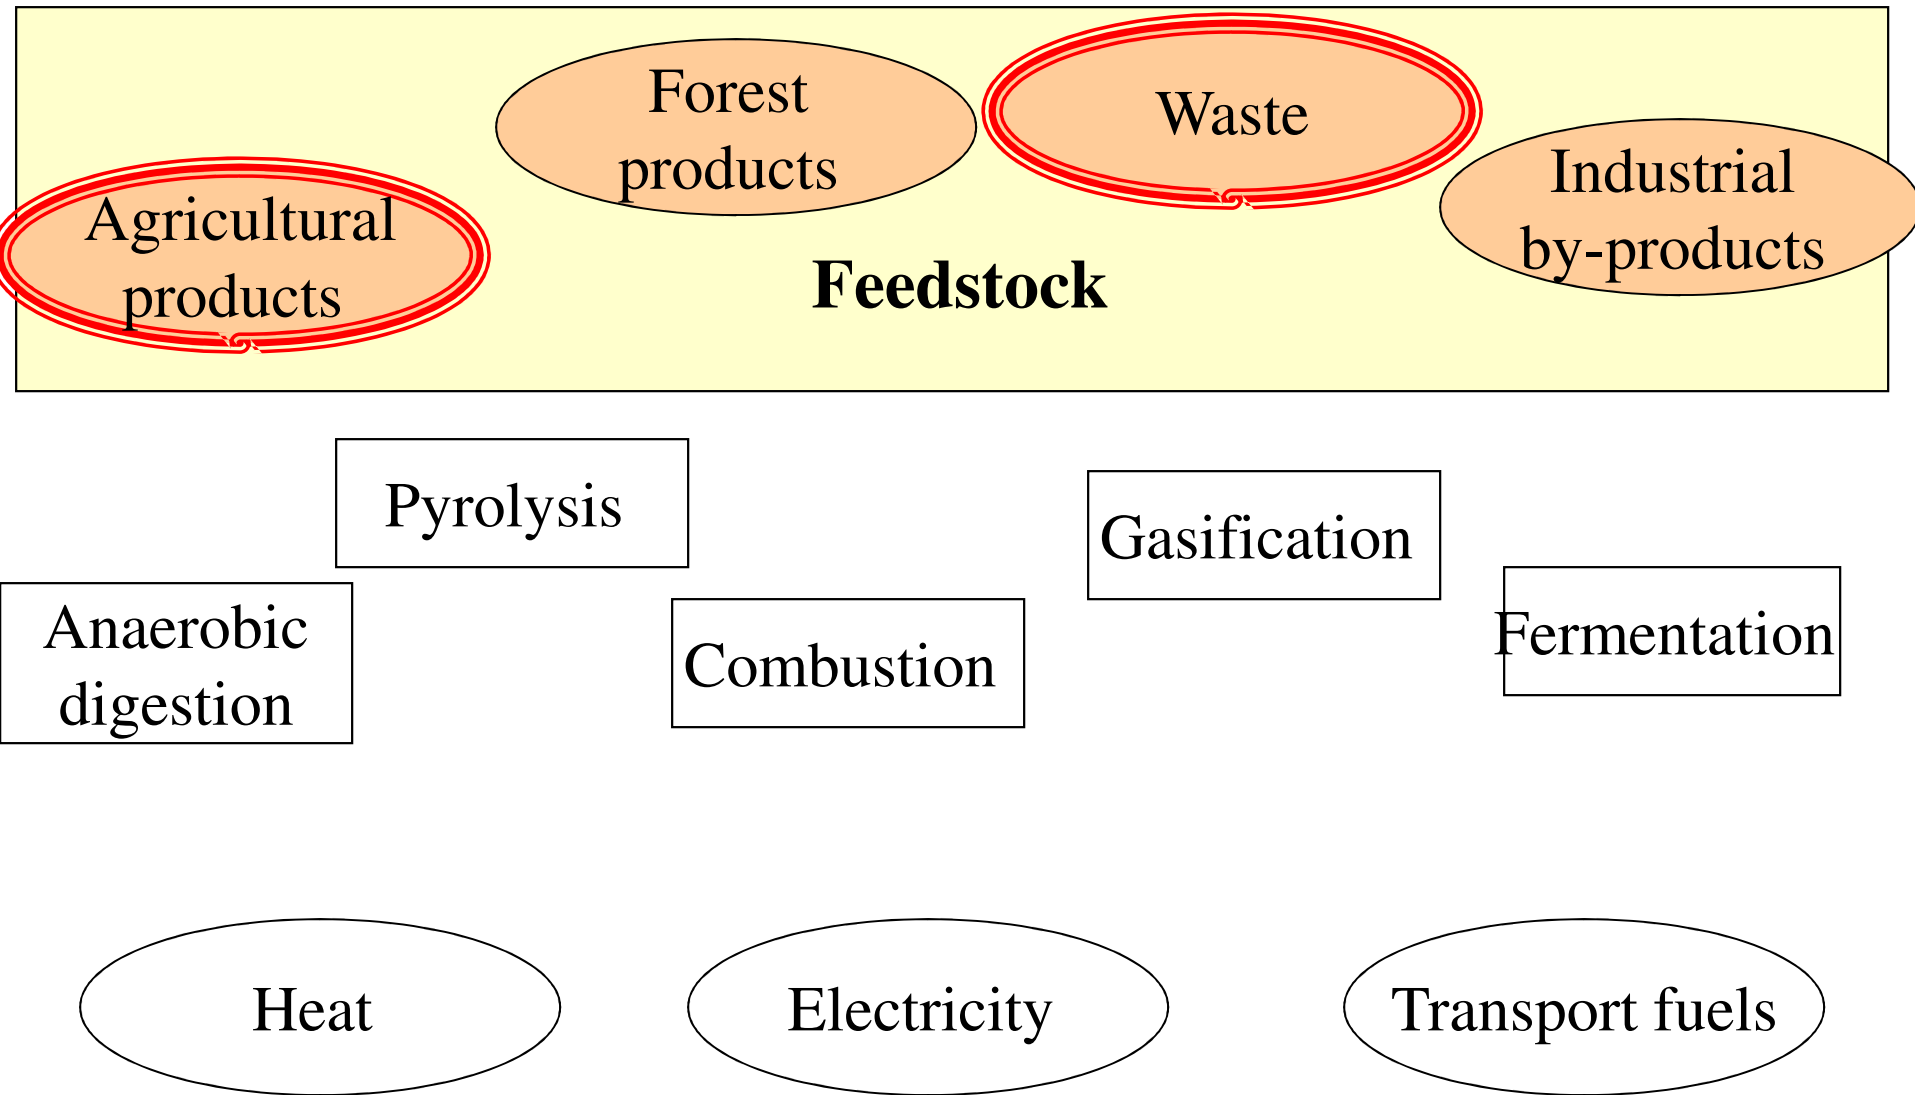 Forest
products
Waste
Industrial
by-products
Agricultural
products
Feedstock
Pyrolysis
Gasification
Anaerobic
digestion
Combustion
Fermentation
Heat
Electricity
Transport fuels